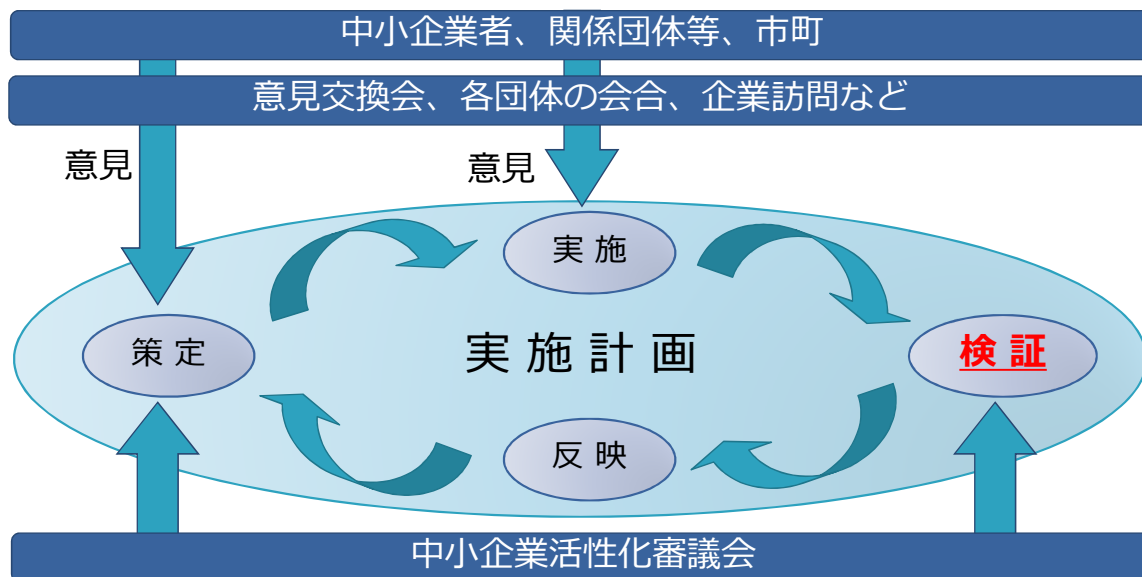 中小企業者、関係団体等、市町
意見交換会、各団体の会合、企業訪問など
意見
意見
実 施
策 定
実 施 計 画
検 証
反 映
中小企業活性化審議会